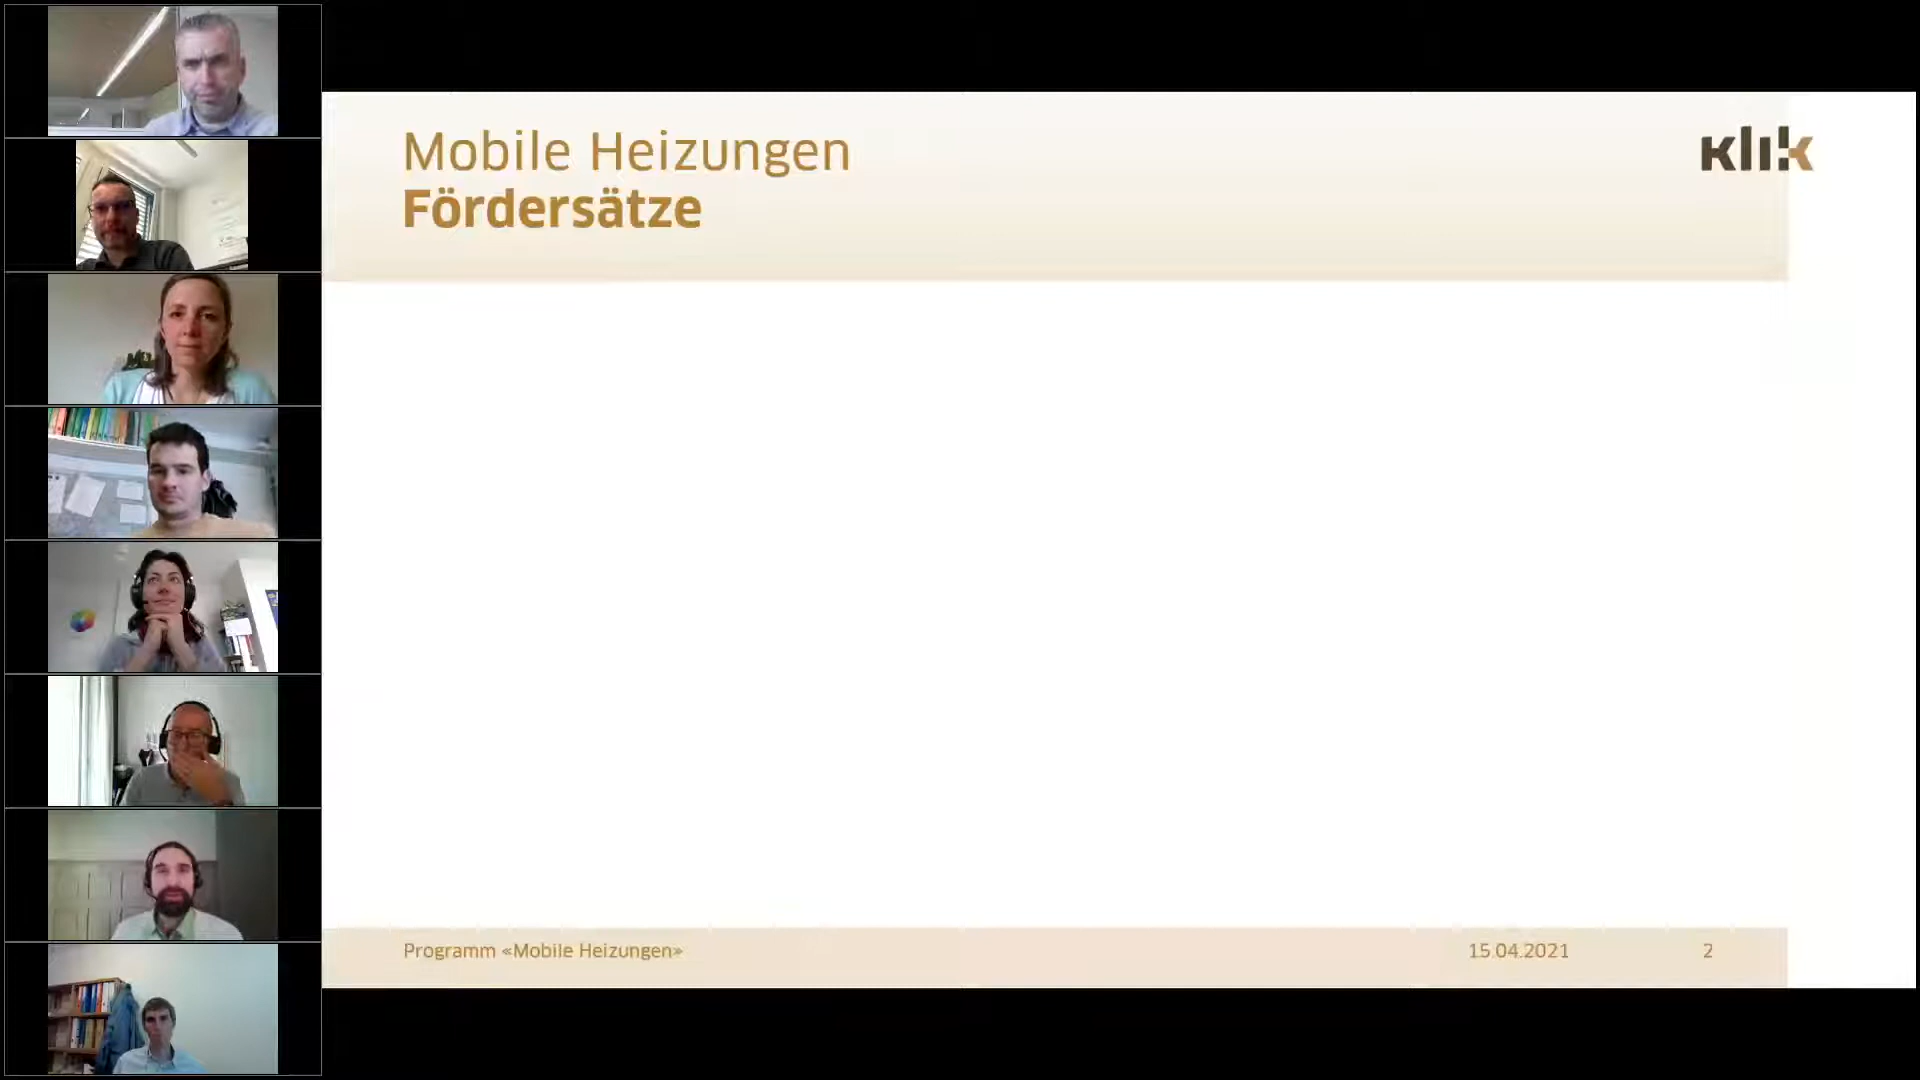 Mobile Heizungen
Fördersätze
klik
Programm «Mobile Heizungen»
15.04.2021
2